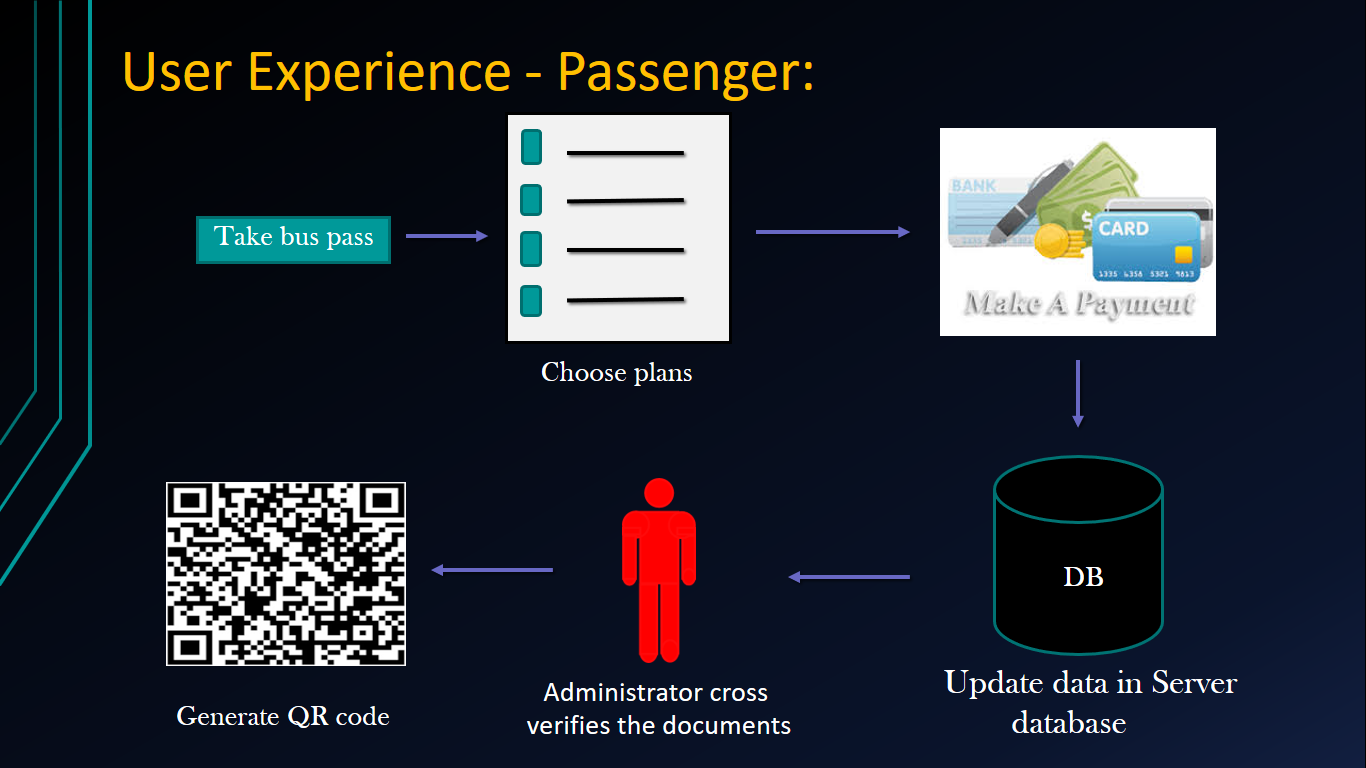 User Experience - Passenger:
Take bus pass
Choose plans
BANK
CARD
1335 6358 5321 9813
Make A Payment
DB
Update data in Server
database
Administrator cross
verifies the documents
Generate QR code